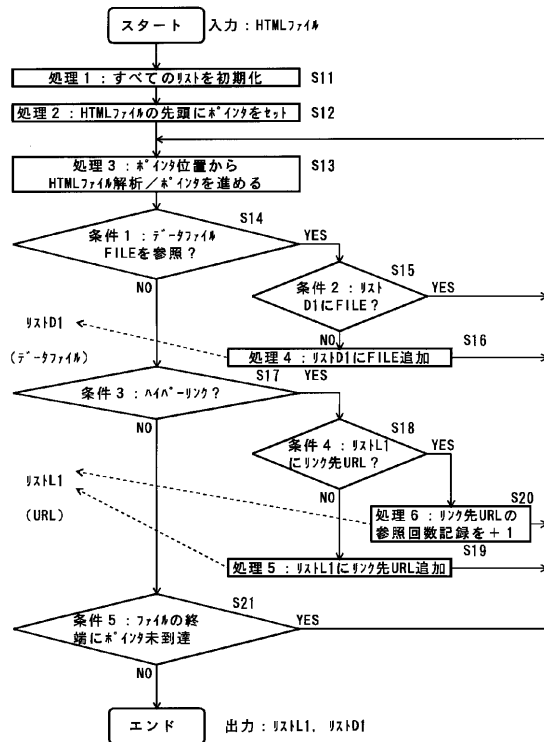 スタート 入力：HTMLﾌｧｲﾙ
処理１：すべてのﾘｽﾄを初期化 S11
処理２：HTMLﾌｧｲﾙの先頭にﾎﾟｲﾝﾀをｾｯﾄ S12
処理３：ﾎﾟｲﾝﾀ位置から S13
HTMLﾌｧｲﾙ解析／ﾎﾟｲﾝﾀを進める
S14
条件１：ﾃﾞｰﾀﾌｧｲﾙ YES
FILEを参照？
S15
NO
条件２：ﾘｽﾄ YES
D1にFILE？
ﾘｽﾄD1
NO S16
(ﾃﾞｰﾀﾌｧｲﾙ)
処理４：ﾘｽﾄD1にFILE追加
S17 YES
条件３：ﾊｲﾊﾟｰﾘﾝｸ？
NO
S18
条件４：ﾘｽﾄL1 YES
にﾘﾝｸ先URL？
ﾘｽﾄL1
NO S20
(URL)
処理６：ﾘﾝｸ先URLの
参照回数記録を＋１
S19
処理５：ﾘｽﾄL1にﾘﾝｸ先URL追加
S21
条件５：ﾌｧｲﾙの終 YES
端にﾎﾟｲﾝﾀ未到達
NO
エンド 出力：ﾘｽﾄL1，ﾘｽﾄD1